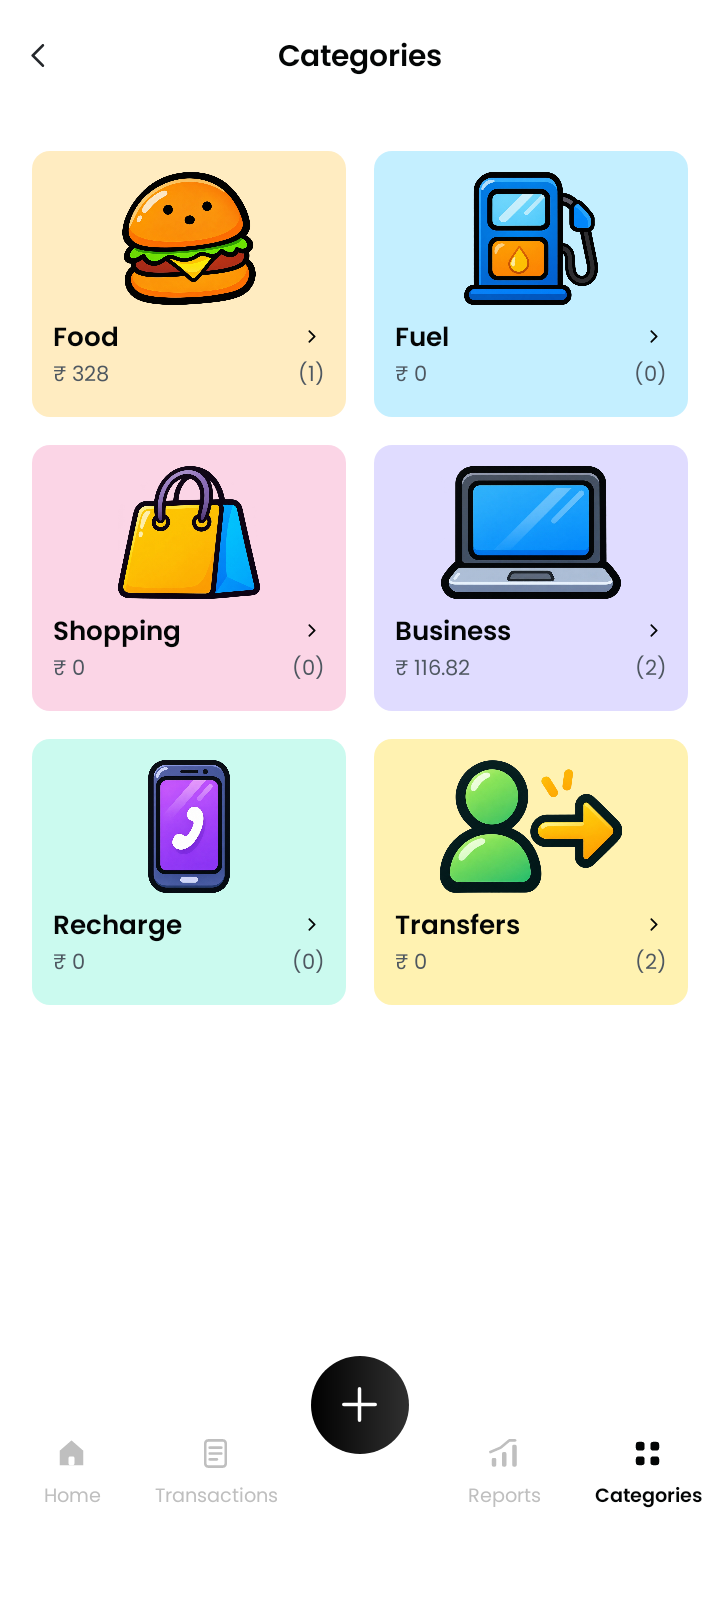 Categories
Food
₹ 328 (1)
Fuel
₹ 0 (0)
Shopping
₹ 0 (0)
Business
₹ 116.82 (2)
Recharge
₹ 0 (0)
Transfers
₹ 0 (2)
Home
Transactions
Reports
Categories